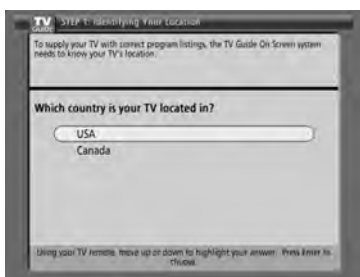 TV GUIDE STEP 1: Identifying Your Location
To supply your TV with correct program listings, the TV Guide On Screen system
needs to know your TV's location.
Which country is your TV located in?
USA
Canada
Using your TV remote, move up or down to highlight your answer. Press Enter to
choose.